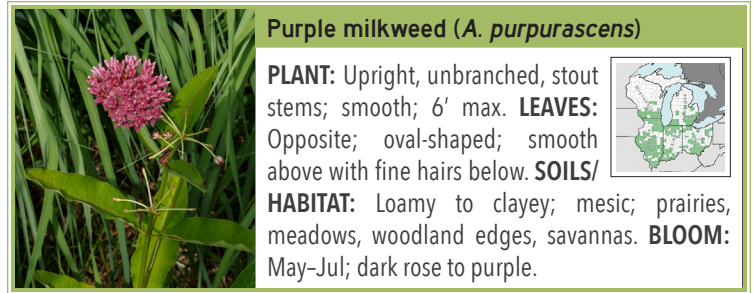 Purple milkweed (A. purpurascens)
PLANT: Upright, unbranched, stout
stems; smooth; 6' max. LEAVES:
Opposite; oval-shaped; smooth
above with fine hairs below. SOILS/
HABITAT: Loamy to clayey; mesic; prairies,
meadows, woodland edges, savannas. BLOOM:
May–Jul; dark rose to purple.